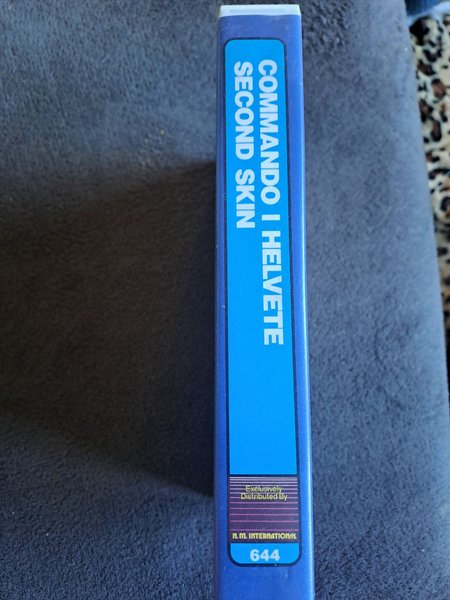 COMMANDO I HELVETE
SECOND SKIN
Exclusively
Distributed By
N. M. INTERNATIONAL
644